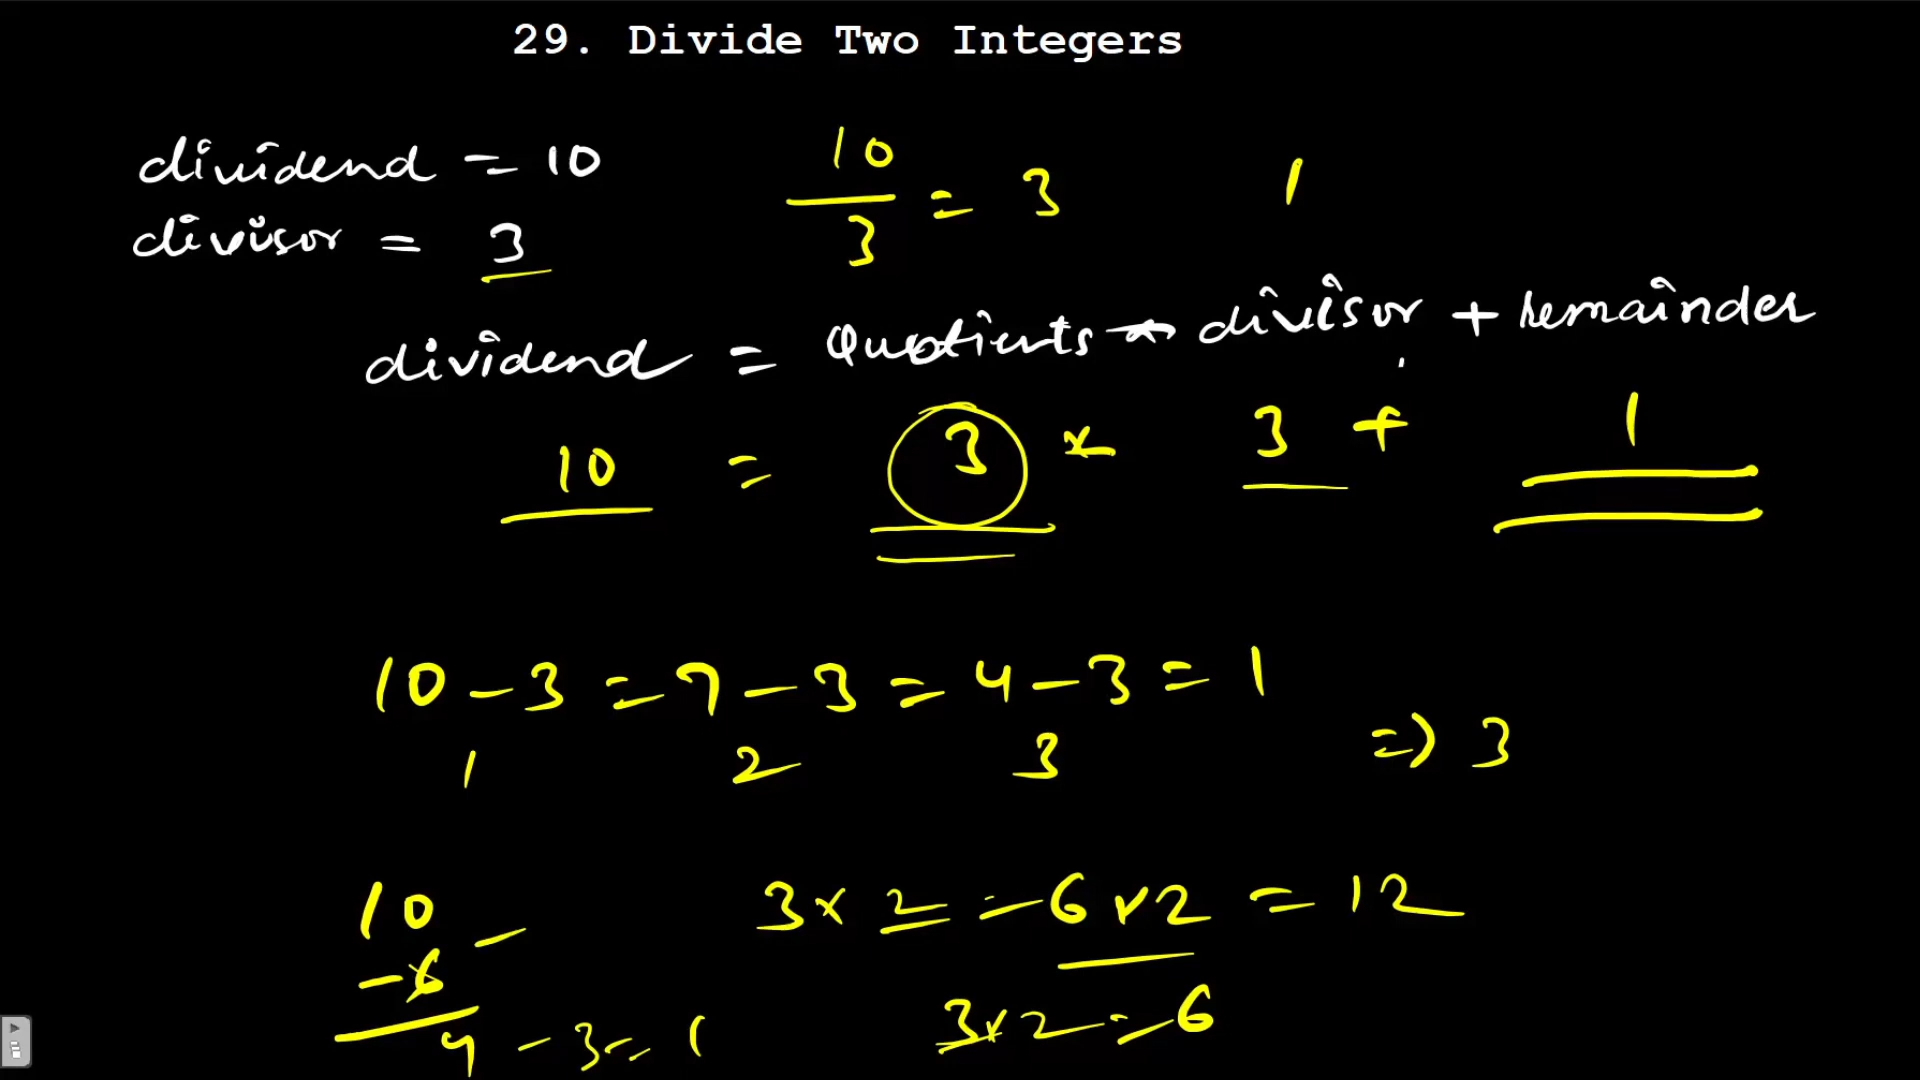 29. Divide Two Integers
dividend = 10
10
3
= 3
1
divisor = 3
dividend = Quotients * divisor + remainder
10 = 3 * 3 + 1
10 - 3 = 7 - 3 = 4 - 3 = 1
1 2 3 => 3
10 -
- 6
4 - 3 = 1
3 x 2 = 6 x 2 = 12
3 x 2 = 6